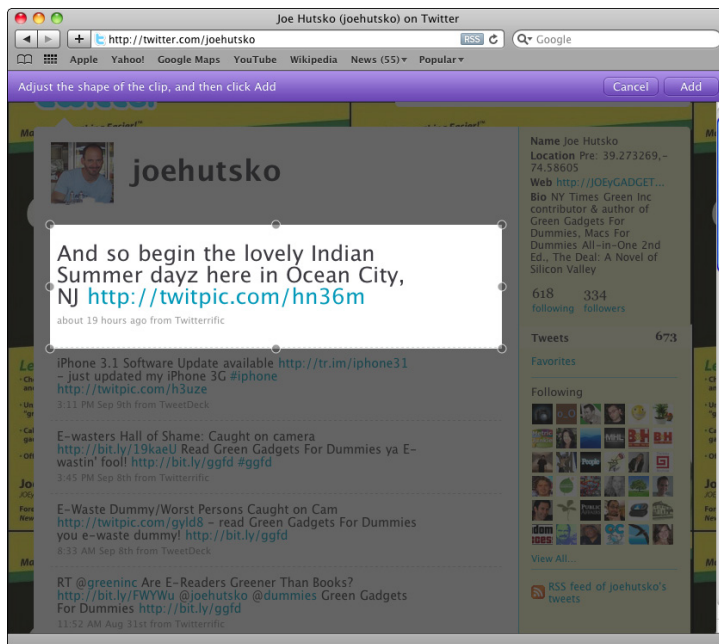 Joe Hutsko (joehutsko) on Twitter
http://twitter.com/joehutsko RSS Google
Apple Yahoo! Google Maps YouTube Wikipedia News (55) Popular
Adjust the shape of the clip, and then click Add Cancel Add
joehutsko
And so begin the lovely Indian
Summer dayz here in Ocean City,
NJ http://twitpic.com/hn36m
about 19 hours ago from Twitterrific
iPhone 3.1 Software Update available http://tr.im/iphone31
– just updated my iPhone 3G #iphone
http://twitpic.com/h3uze
3:11 PM Sep 9th from TweetDeck
E-wasters Hall of Shame: Caught on camera
http://bit.ly/19kaeU Read Green Gadgets For Dummies ya E-
wastin' fool! http://bit.ly/ggfd #ggfd
3:45 PM Sep 8th from Twitterrific
E-Waste Dummy/Worst Persons Caught on Cam
http://twitpic.com/gyld8 – read Green Gadgets For Dummies
you e-waste dummy! http://bit.ly/ggfd
8:33 AM Sep 8th from Twitterrific
RT @greeninc Are E-Readers Greener Than Books?
http://bit.ly/FWYWu @joehutsko @dummies Green Gadgets
For Dummies http://bit.ly/ggfd
11:52 AM Aug 31st from TweetDeck
Name Joe Hutsko
Location Pre: 39.273269,-
74.58605
Web http://JOEyGADGET...
Bio NY Times Green Inc
contributor & author of
Green Gadgets For
Dummies, Macs For
Dummies All-in-One 2nd
Ed., The Deal: A Novel of
Silicon Valley
618 334
following followers
Tweets 673
Favorites
Following
View All...
RSS feed of joehutsko's
tweets